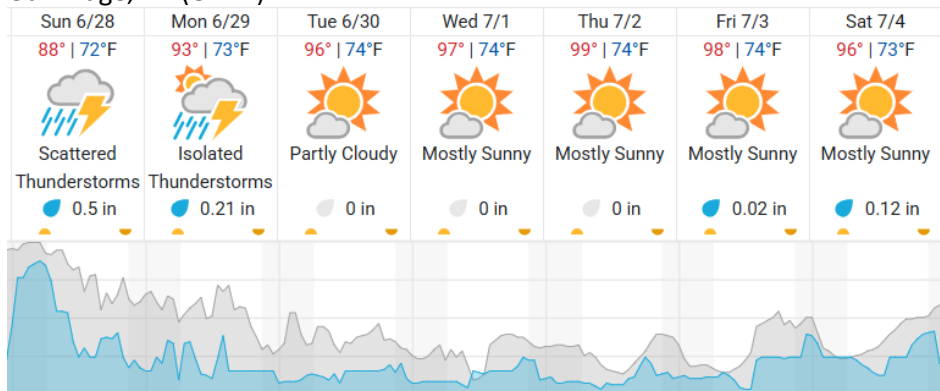 Sun 6/28 Mon 6/29 Tue 6/30 Wed 7/1 Thu 7/2 Fri 7/3 Sat 7/4
88° | 72°F 93° | 73°F 96° | 74°F 97° | 74°F 99° | 74°F 98° | 74°F 96° | 73°F
Scattered Isolated Partly Cloudy Mostly Sunny Mostly Sunny Mostly Sunny Mostly Sunny
Thunderstorms Thunderstorms
0.5 in 0.21 in 0 in 0 in 0 in 0.02 in 0.12 in